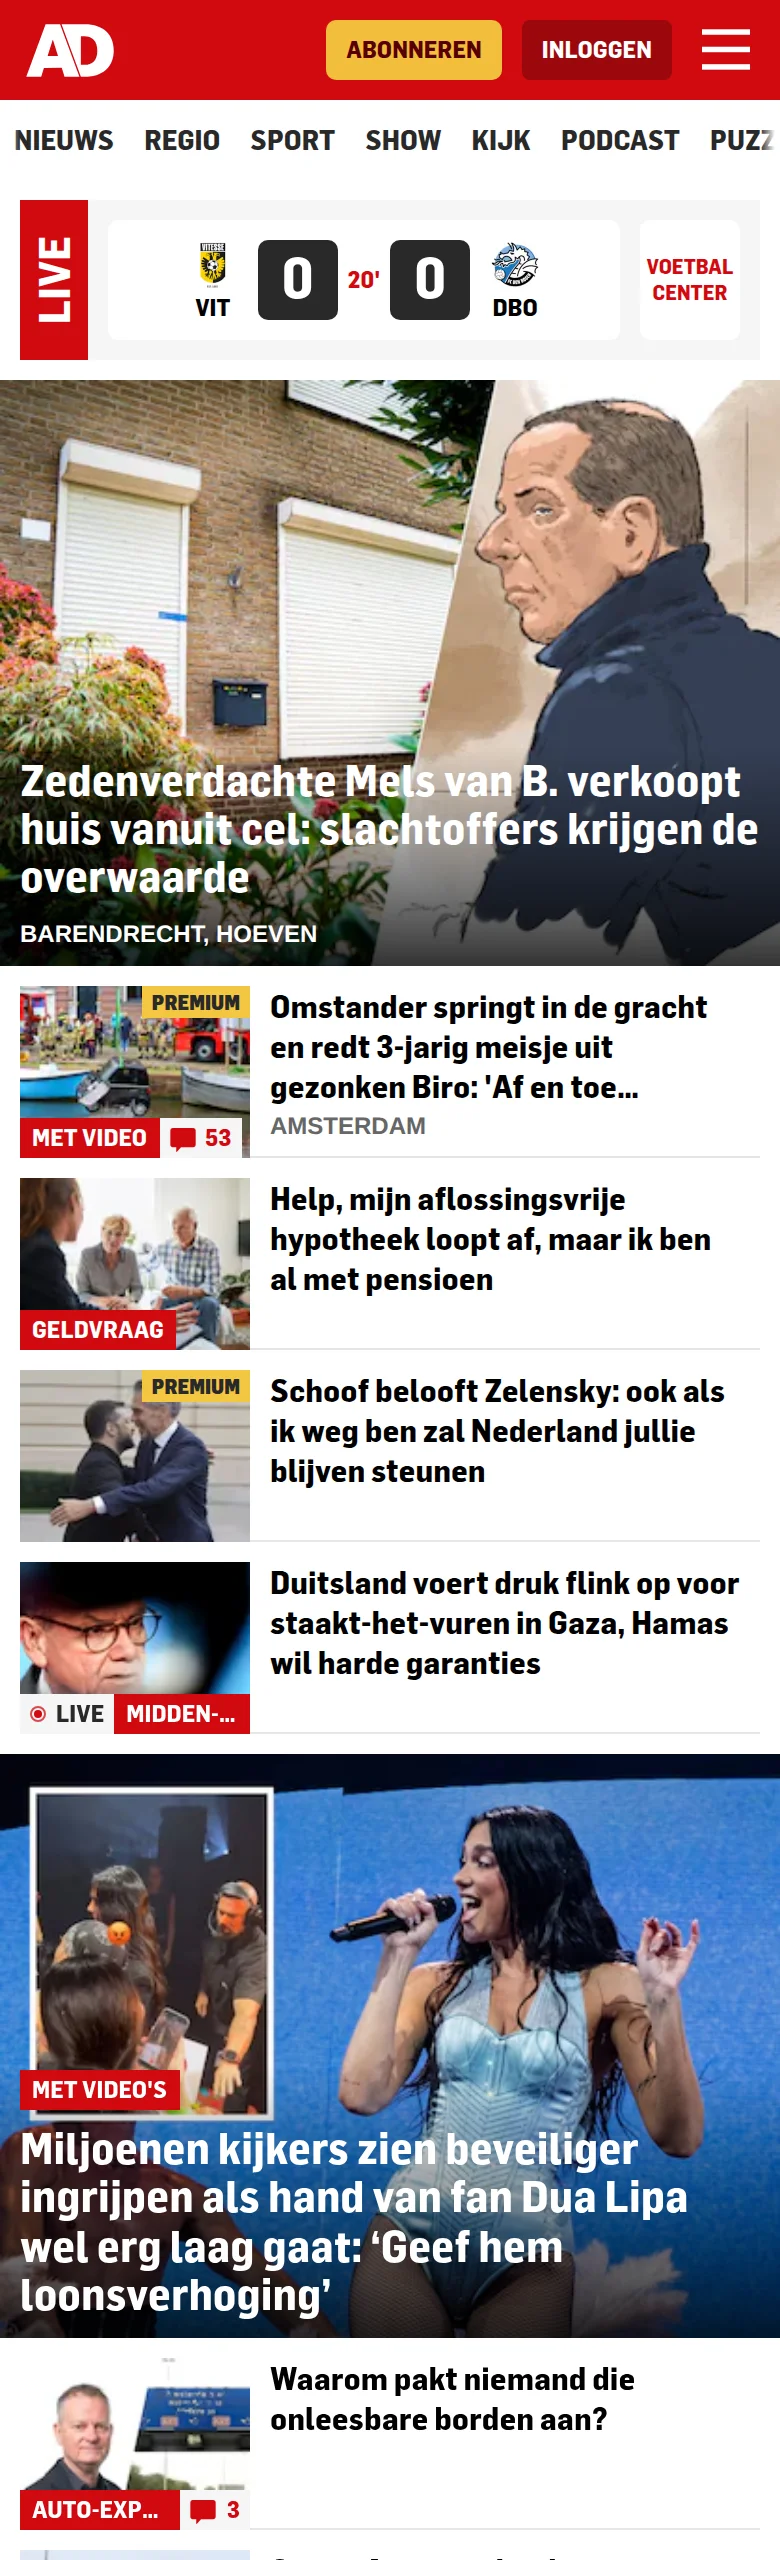 AD
ABONNEREN
INLOGGEN
NIEUWS REGIO SPORT SHOW KIJK PODCAST PUZZ
LIVE
VITESSE
VIT
0
20'
0
DBO
VOETBAL
CENTER
Zedenverdachte Mels van B. verkoopt
huis vanuit cel: slachtoffers krijgen de
overwaarde
BARENDRECHT, HOEVEN
PREMIUM
MET VIDEO
53
Omstander springt in de gracht
en redt 3-jarig meisje uit
gezonken Biro: 'Af en toe...
AMSTERDAM
GELDVRAAG
Help, mijn aflossingsvrije
hypotheek loopt af, maar ik ben
al met pensioen
PREMIUM
Schoof belooft Zelensky: ook als
ik weg ben zal Nederland jullie
blijven steunen
LIVE
MIDDEN-...
Duitsland voert druk flink op voor
staakt-het-vuren in Gaza, Hamas
wil harde garanties
MET VIDEO'S
Miljoenen kijkers zien beveiliger
ingrijpen als hand van fan Dua Lipa
wel erg laag gaat: ‘Geef hem
loonsverhoging’
AUTO-EXP...
3
Waarom pakt niemand die
onleesbare borden aan?